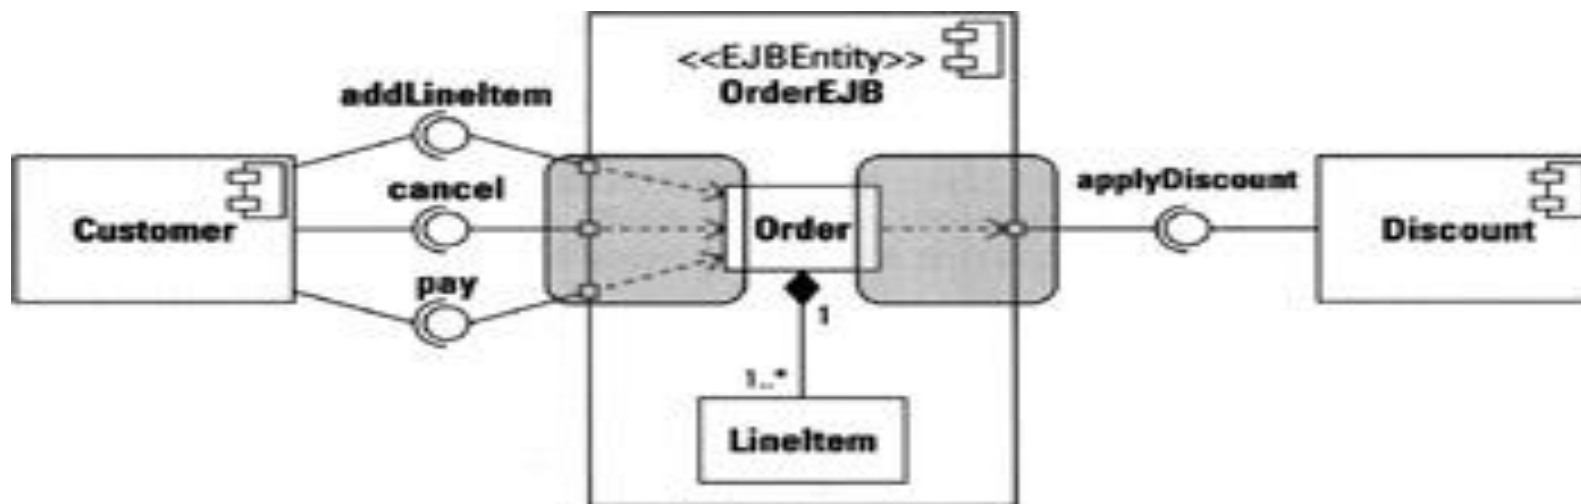 <<EJBEntity>>
OrderEJB
addLineItem
cancel
applyDiscount
Customer
Order
Discount
pay
1
1..*
LineItem